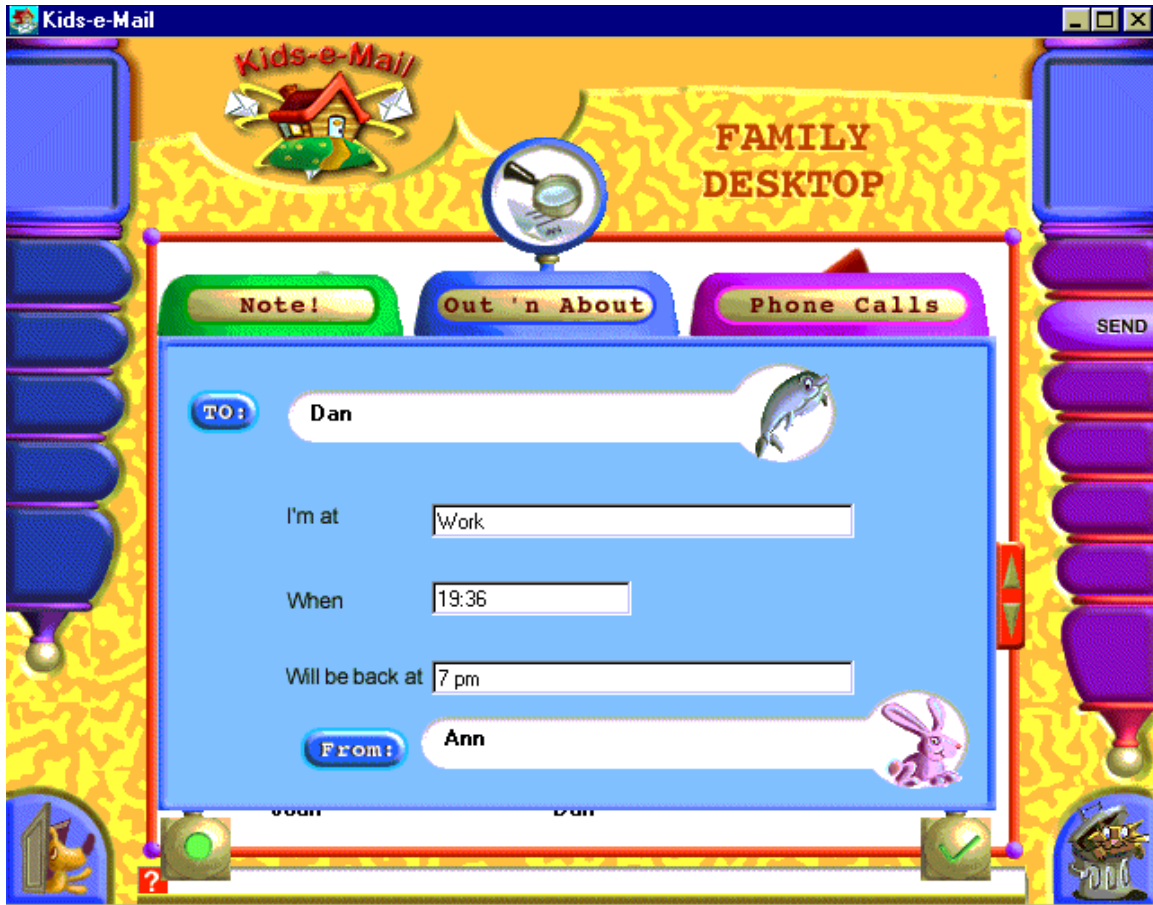 Kids-e-Mail
Kids-e-Mail
FAMILY
DESKTOP
Note!
Out 'n About
Phone Calls
SEND
TO:
Dan
I'm at
Work
When
19:36
Will be back at
7 pm
From:
Ann
?